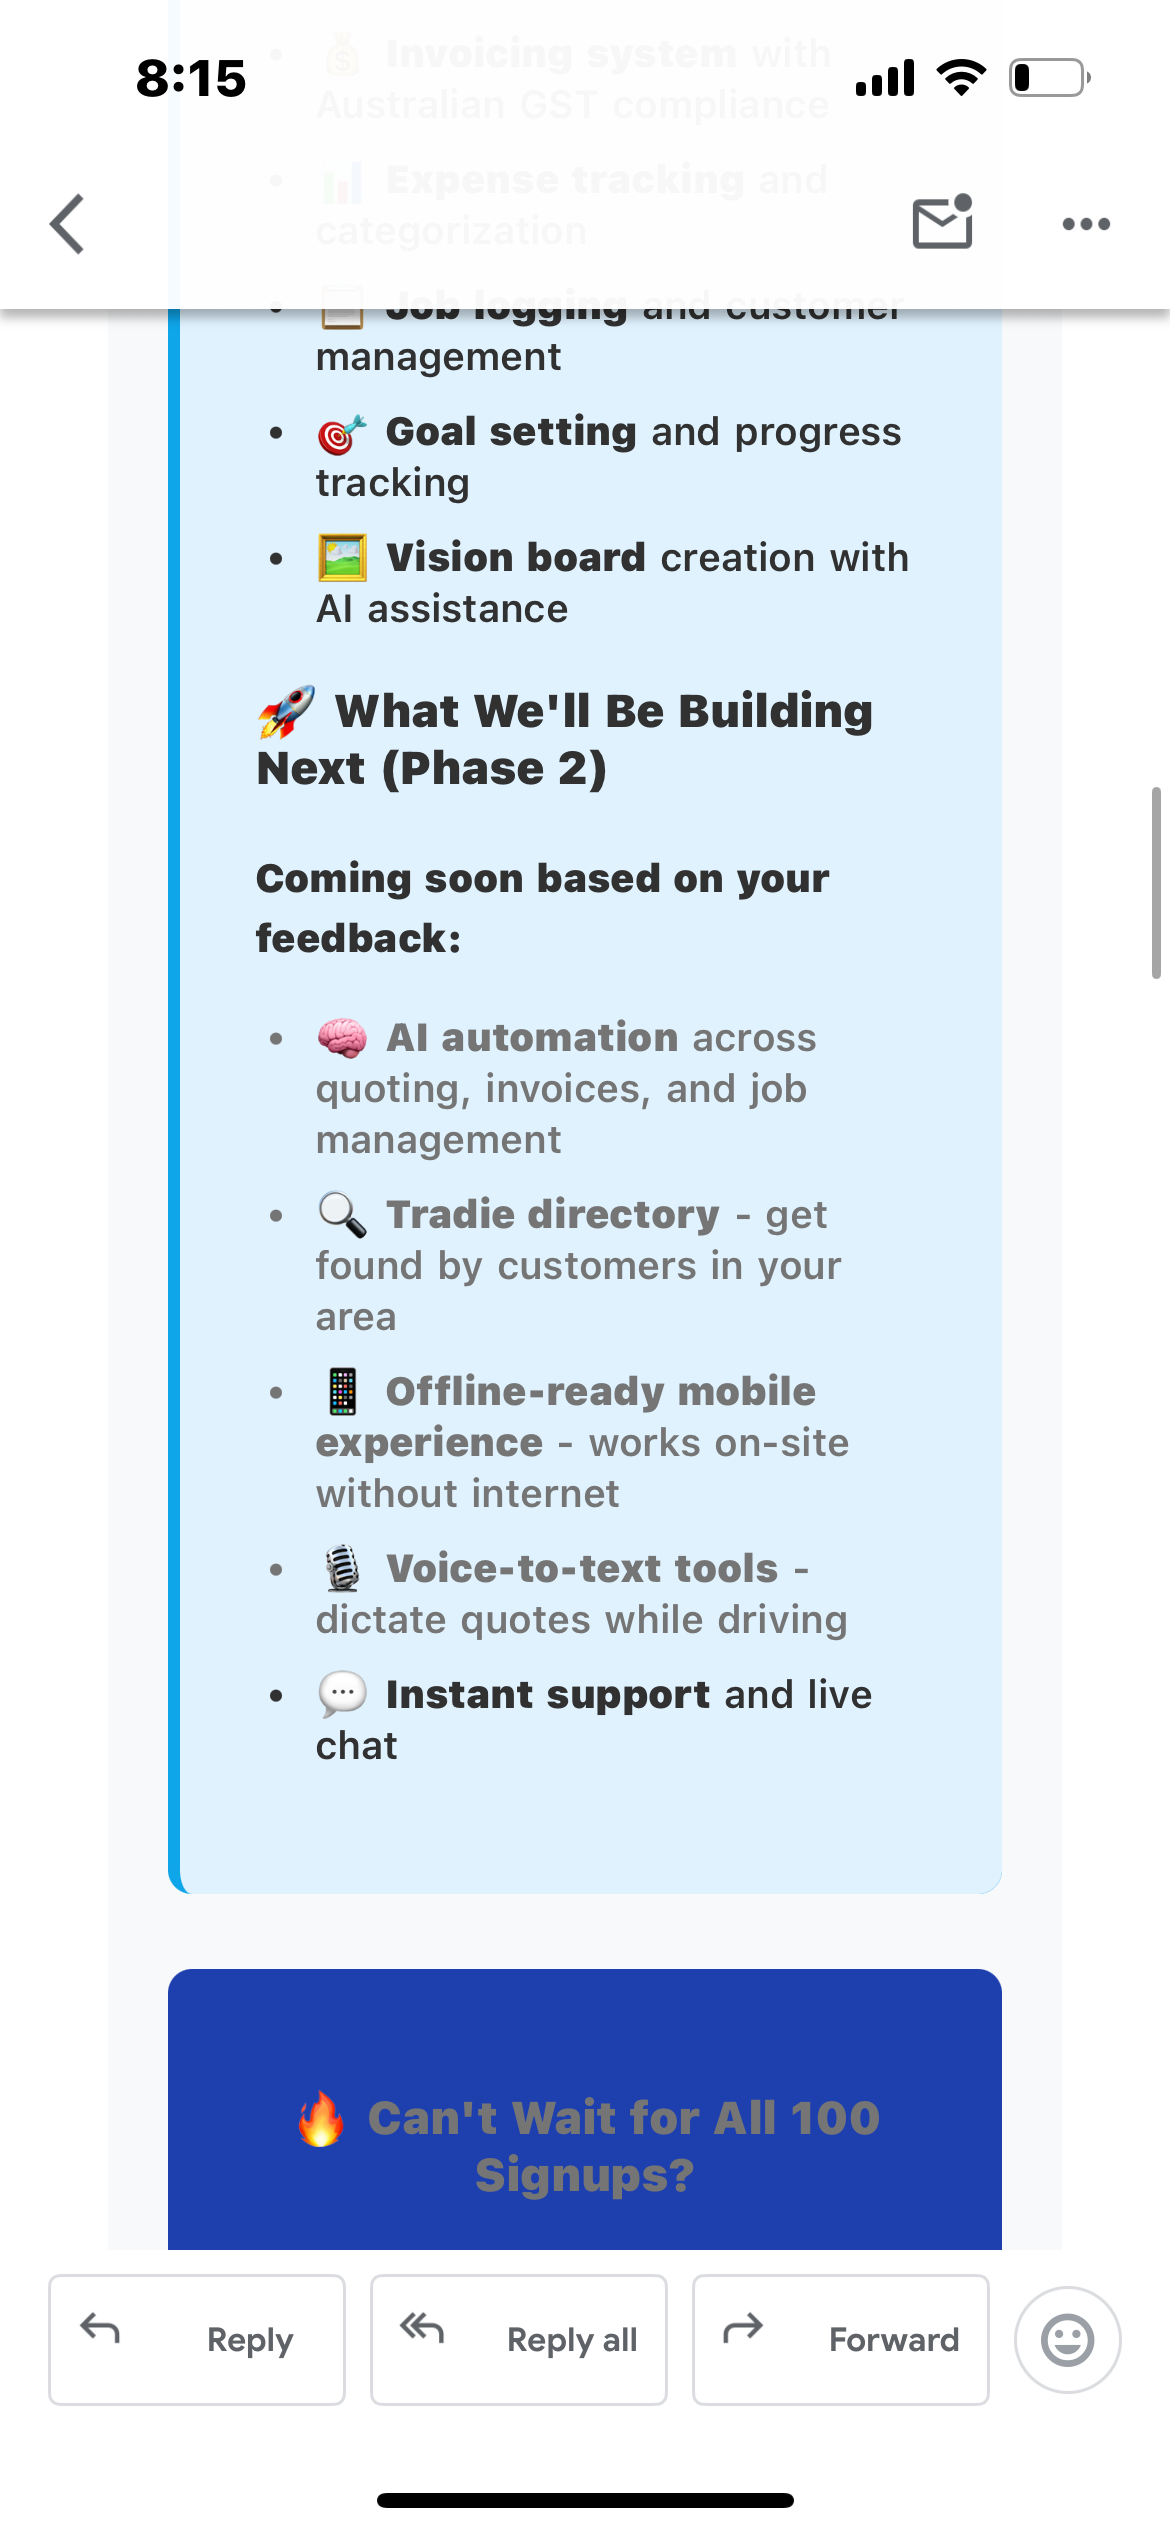 Invoicing system with
8:15
Australian GST compliance
Expense tracking and
categorization
Job logging and customer
management
Goal setting and progress
tracking
Vision board creation with
AI assistance
What We'll Be Building
Next (Phase 2)
Coming soon based on your
feedback:
AI automation across
quoting, invoices, and job
management
Tradie directory - get
found by customers in your
area
Offline-ready mobile
experience - works on-site
without internet
Voice-to-text tools -
dictate quotes while driving
Instant support and live
chat
Can't Wait for All 100
Signups?
Reply
Reply all
Forward